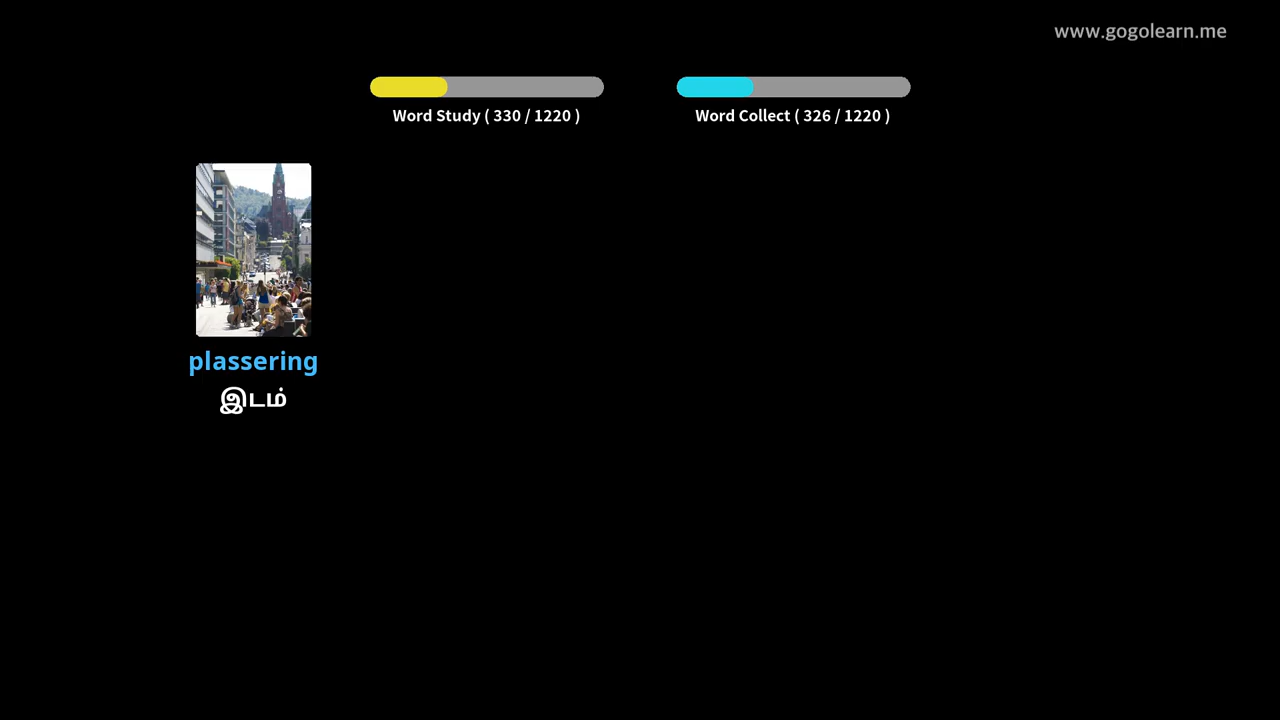 www.gogolearn.me
Word Study ( 330 / 1220 )
Word Collect ( 326 / 1220 )
plassering
இடம்